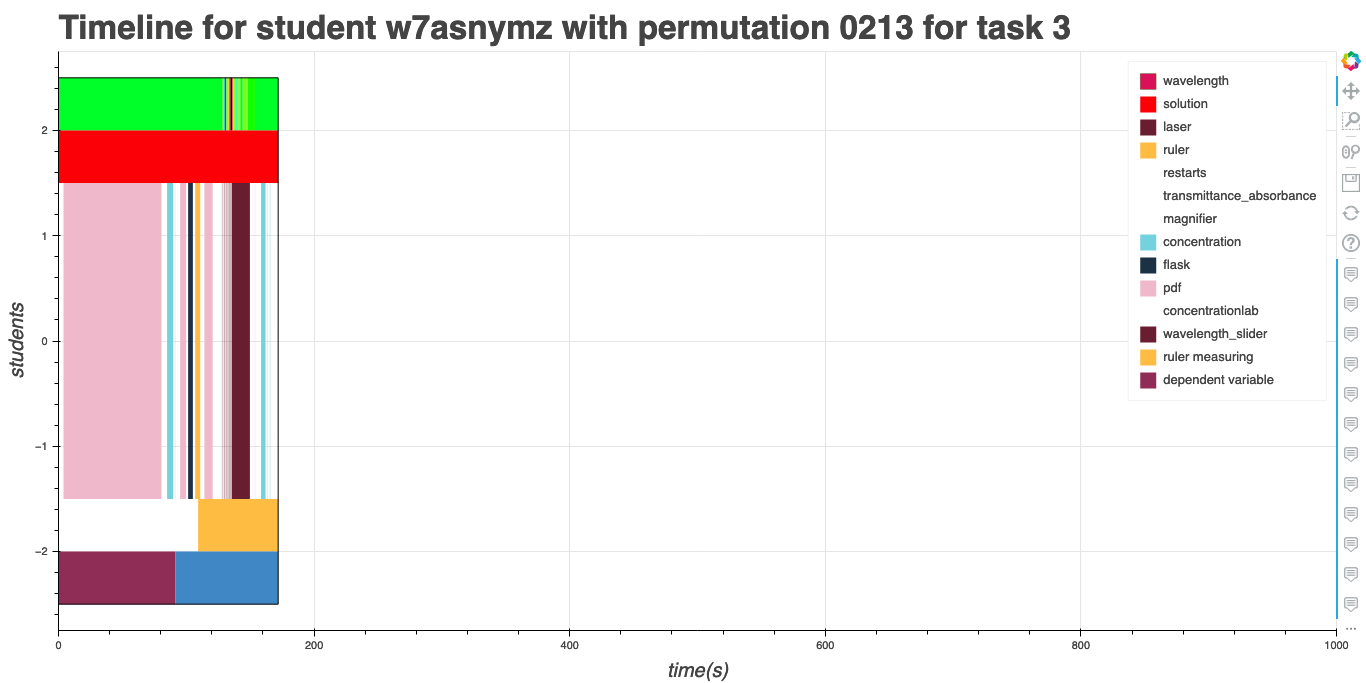 Timeline for student w7asnymz with permutation 0213 for task 3
wavelength
solution
laser
ruler
restarts
transmittance_absorbance
magnifier
concentration
flask
pdf
concentrationlab
wavelength_slider
ruler measuring
dependent variable
students
2
1
0
−1
−2
0 200 400 600 800 1000
time(s)